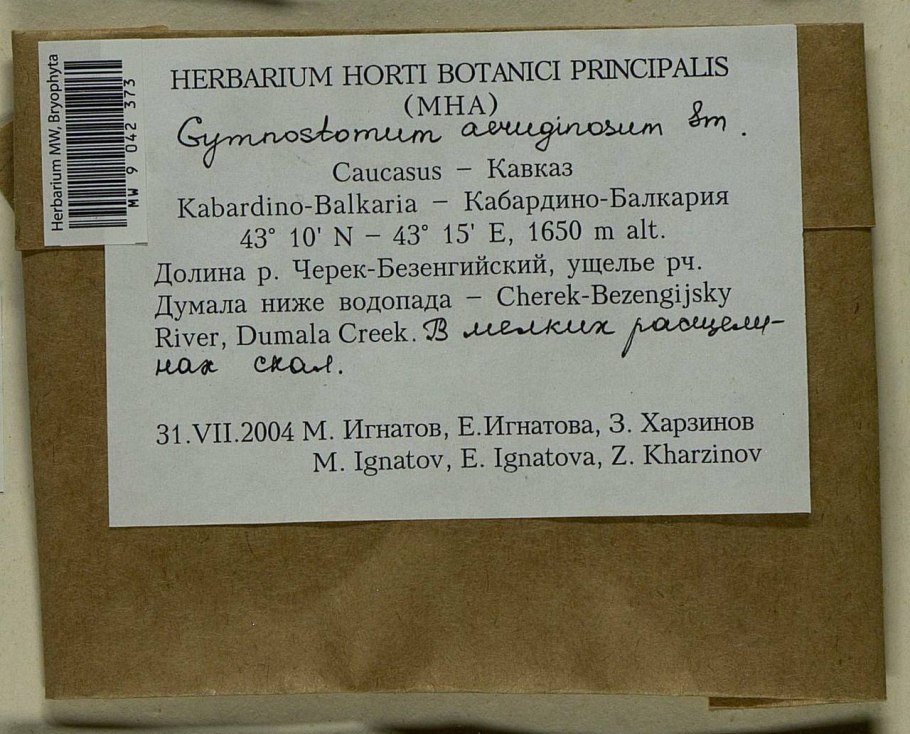 Herbarium MW, Bryophyta
MW 9 042 373
HERBARIUM HORTI BOTANICI PRINCIPALIS
(MHA)
Gymnostomum aeruginosum Sm.
Caucasus – Кавказ
Kabardino-Balkaria – Кабардино-Балкария
43° 10' N – 43° 15' E, 1650 m alt.
Долина р. Черек-Безенгийский, ущелье рч.
Думала ниже водопада – Cherek-Bezengijsky
River, Dumala Creek. В мелких расщели-
нах скал.
31.VII.2004 М. Игнатов, Е.Игнатова, З. Харзинов
M. Ignatov, E. Ignatova, Z. Kharzinov